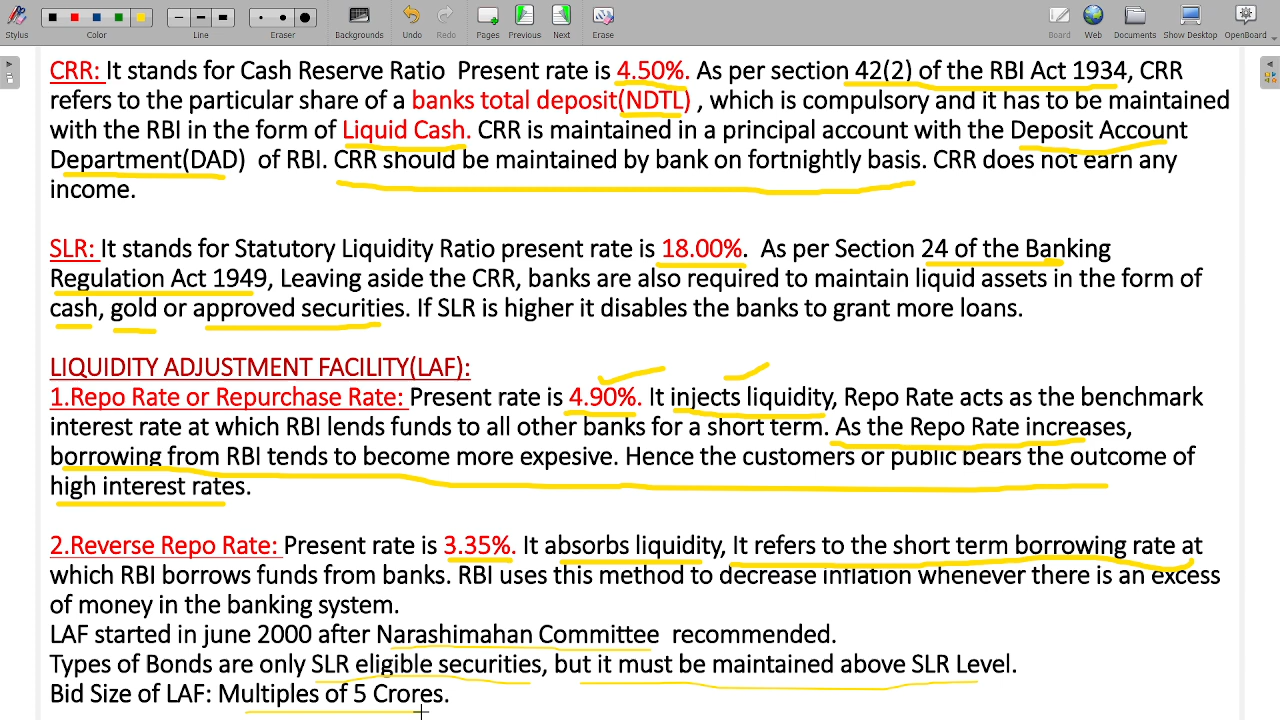 Stylus Color Line Eraser Backgrounds Undo Redo Pages Previous Next Erase Board Web Documents Show Desktop OpenBoard
CRR: It stands for Cash Reserve Ratio Present rate is 4.50%. As per section 42(2) of the RBI Act 1934, CRR
refers to the particular share of a banks total deposit(NDTL) , which is compulsory and it has to be maintained
with the RBI in the form of Liquid Cash. CRR is maintained in a principal account with the Deposit Account
Department(DAD) of RBI. CRR should be maintained by bank on fortnightly basis. CRR does not earn any
income.
SLR: It stands for Statutory Liquidity Ratio present rate is 18.00%. As per Section 24 of the Banking
Regulation Act 1949, Leaving aside the CRR, banks are also required to maintain liquid assets in the form of
cash, gold or approved securities. If SLR is higher it disables the banks to grant more loans.
LIQUIDITY ADJUSTMENT FACILITY(LAF):
1.Repo Rate or Repurchase Rate: Present rate is 4.90%. It injects liquidity, Repo Rate acts as the benchmark
interest rate at which RBI lends funds to all other banks for a short term. As the Repo Rate increases,
borrowing from RBI tends to become more expesive. Hence the customers or public bears the outcome of
high interest rates.
2.Reverse Repo Rate: Present rate is 3.35%. It absorbs liquidity, It refers to the short term borrowing rate at
which RBI borrows funds from banks. RBI uses this method to decrease inflation whenever there is an excess
of money in the banking system.
LAF started in june 2000 after Narashimahan Committee recommended.
Types of Bonds are only SLR eligible securities, but it must be maintained above SLR Level.
Bid Size of LAF: Multiples of 5 Crores.